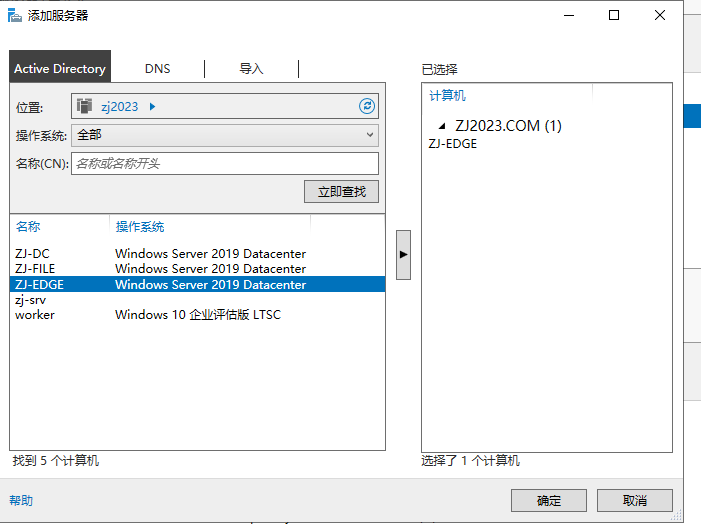 添加服务器
Active Directory DNS 导入
已选择
位置: zj2023
操作系统: 全部
名称(CN): 名称或名称开头
立即查找
名称 操作系统
ZJ-DC Windows Server 2019 Datacenter
ZJ-FILE Windows Server 2019 Datacenter
ZJ-EDGE Windows Server 2019 Datacenter
zj-srv
worker Windows 10 企业评估版 LTSC
找到 5 个计算机
计算机
ZJ2023.COM (1)
ZJ-EDGE
选择了 1 个计算机
帮助
确定 取消